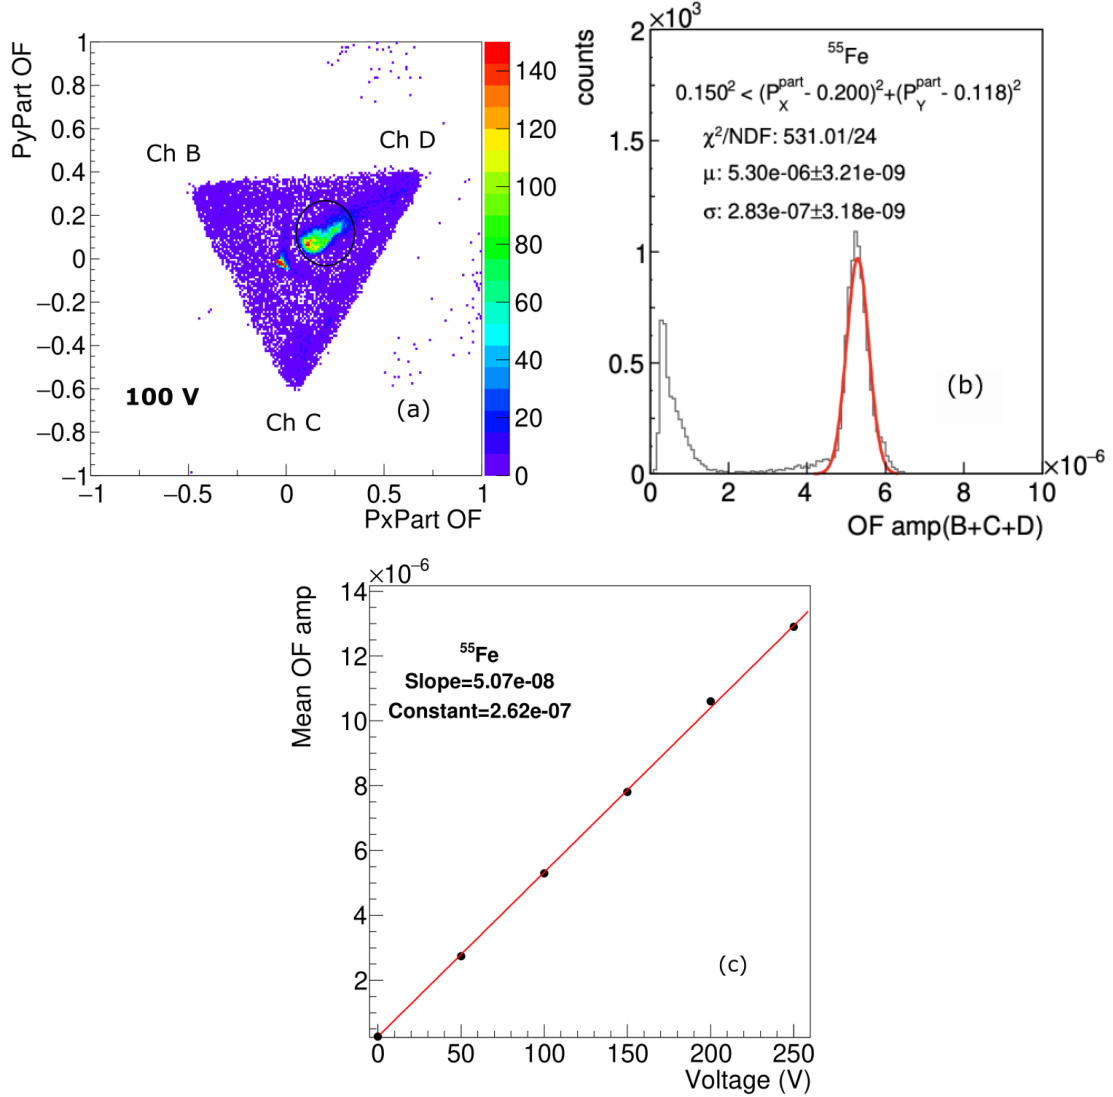 PyPart OF
1
0.8
0.6
0.4
0.2
0
−0.2
−0.4
−0.6
−0.8
−1
−1
−0.5
0
0.5
1
PxPart OF
Ch B
Ch D
Ch C
100 V
(a)
140
120
100
80
60
40
20
0
×10³
counts
2
1.5
1
0.5
0
⁵⁵Fe
0.150² < (P_X^part - 0.200)²+(P_Y^part - 0.118)²
χ²/NDF: 531.01/24
μ: 5.30e-06±3.21e-09
σ: 2.83e-07±3.18e-09
(b)
0 2 4 6 8 10
×10⁻⁶
OF amp(B+C+D)
×10⁻⁶
Mean OF amp
14
12
10
8
6
4
2
⁵⁵Fe
Slope=5.07e-08
Constant=2.62e-07
(c)
0 50 100 150 200 250
Voltage (V)